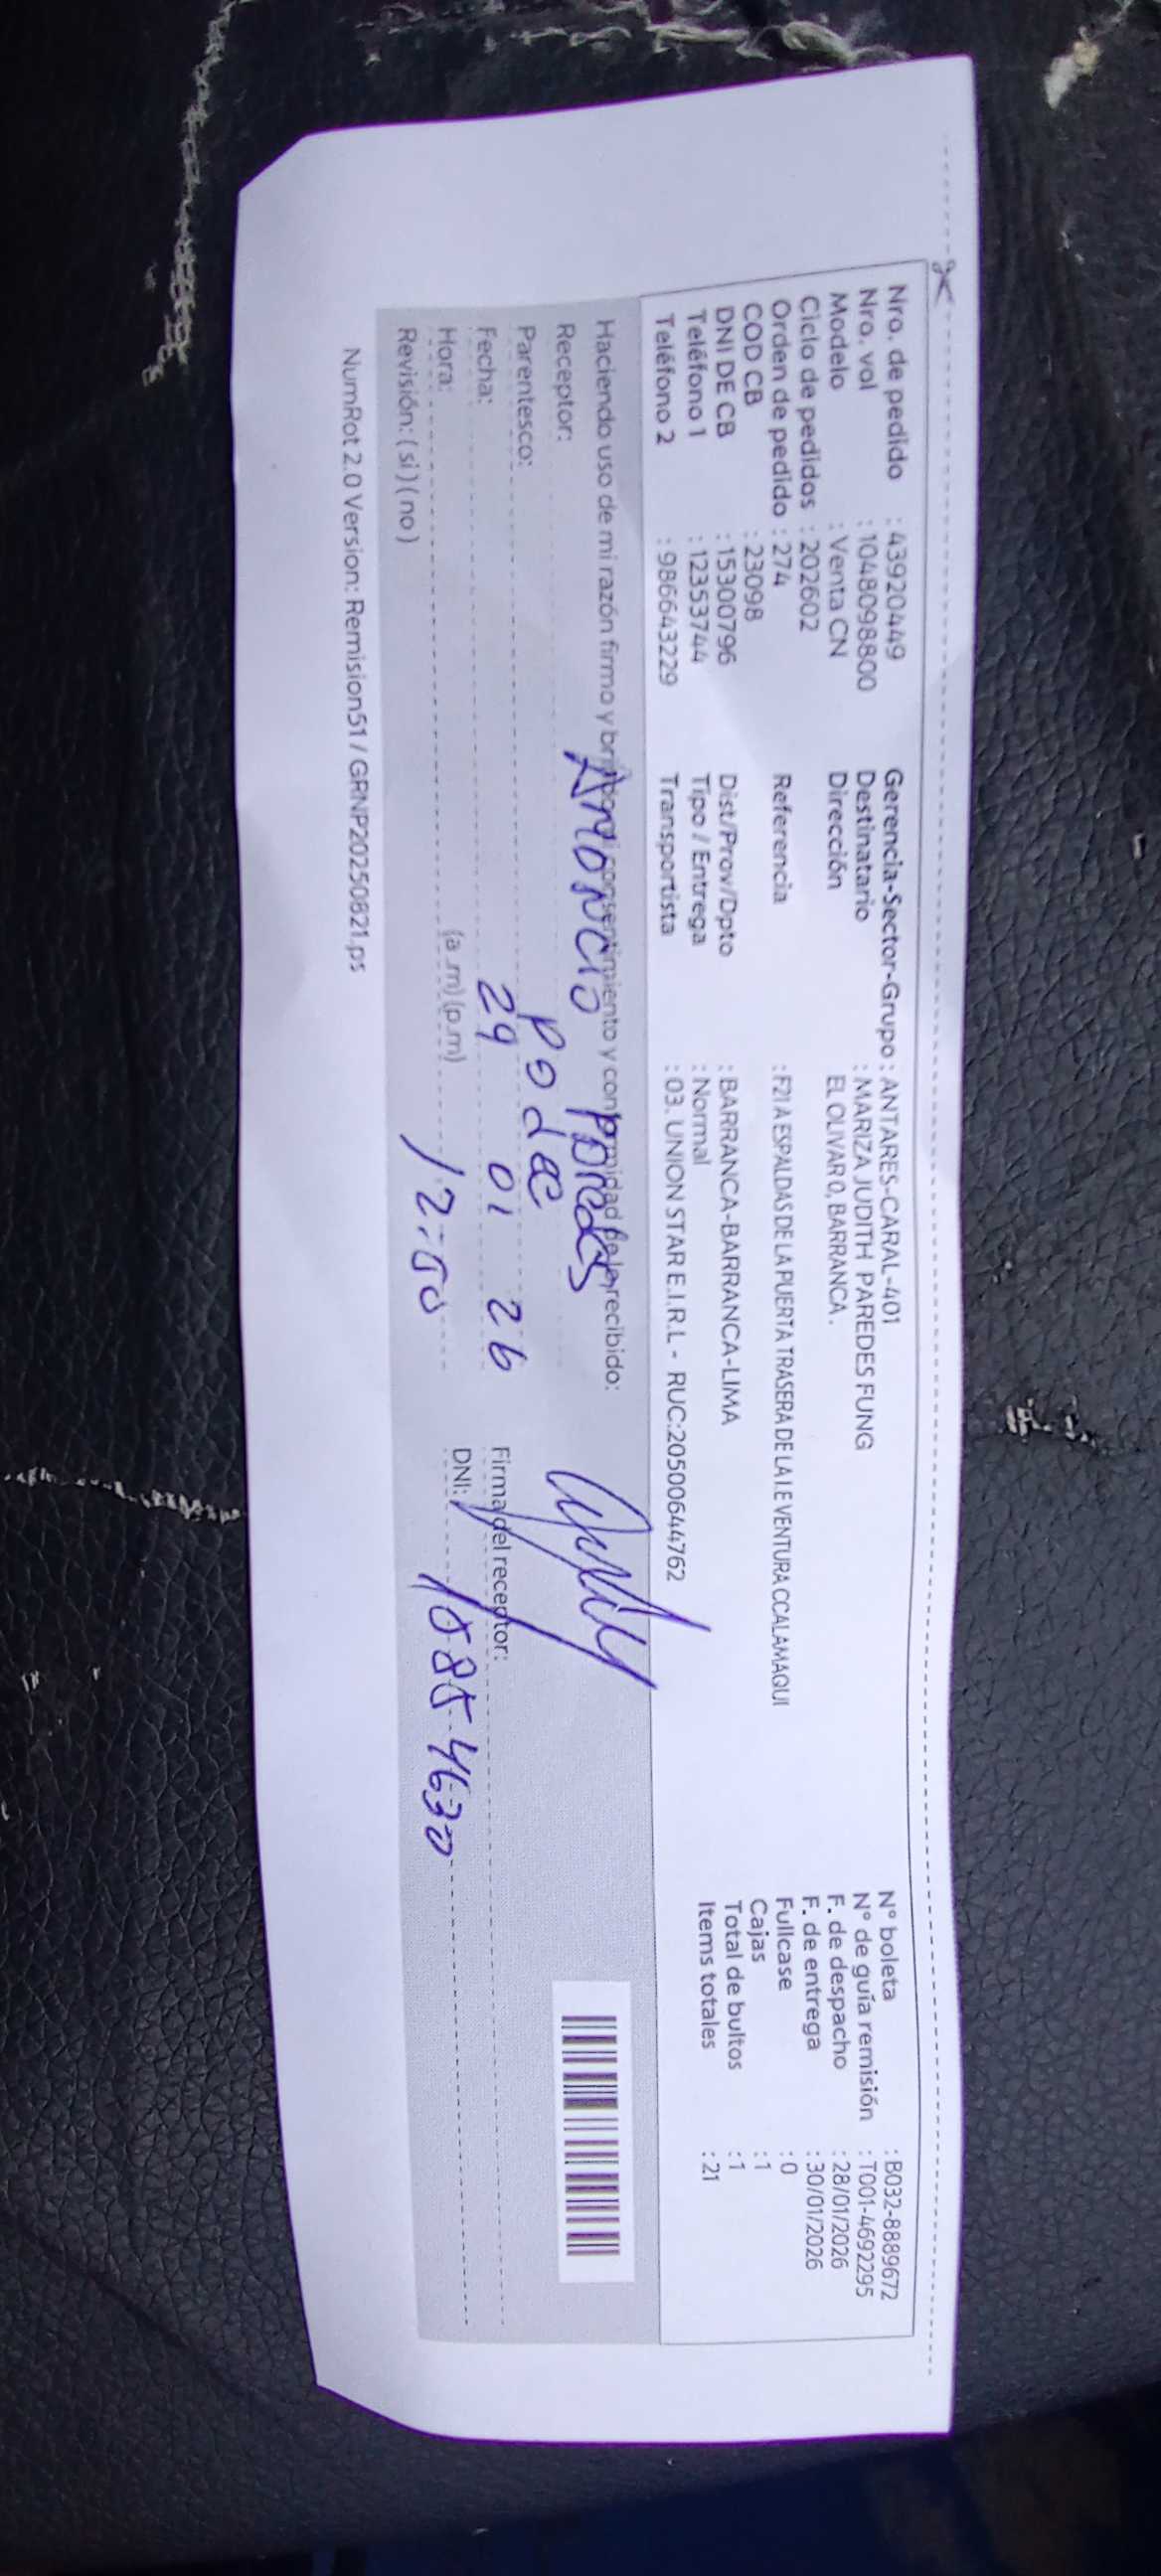 Nro. de pedido : 43920449 Gerencia-Sector-Grupo : ANTARES-CARAL-401 N° boleta : B032-8889672
Nro. vol : 1048098800 Destinatario : MARIZA JUDITH PAREDES FUNG N° de guía remisión : T001-4692295
Modelo : Venta CN Dirección EL OLIVAR 0, BARRANCA . F. de despacho : 28/01/2026
Ciclo de pedidos : 202602 F. de entrega : 30/01/2026
Orden de pedido : 274 Referencia : F21 A ESPALDAS DE LA PUERTA TRASERA DE LA I E VENTURA CCALAMAQUI Fullcase : 0
COD CB : 23098 Cajas : 1
DNI DE CB : 15300796 Dist/Prov/Dpto : BARRANCA-BARRANCA-LIMA Total de bultos : 1
Teléfono 1 : 12353744 Tipo / Entrega : Normal Items totales : 21
Teléfono 2 : 986643229 Transportista : 03. UNION STAR E.I.R.L - RUC:20500644762
Haciendo uso de mi razón firmo y brindo mi consentimiento y conformidad de lo recibido:
Receptor: Paredes
Parentesco: Padre
Fecha: 29 01 26 Firma del receptor:
Hora: (a.m) (p.m) 12:00 DNI:
Revisión: ( si ) ( no )
NumRot 2.0 Version: Remision51 / GRNP20250821.ps